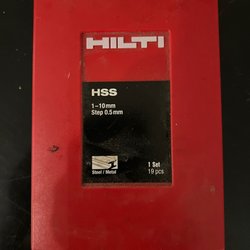 HILTI
HSS
1-10mm
Step 0.5mm
1 Set
Steel / Metal 19 pcs